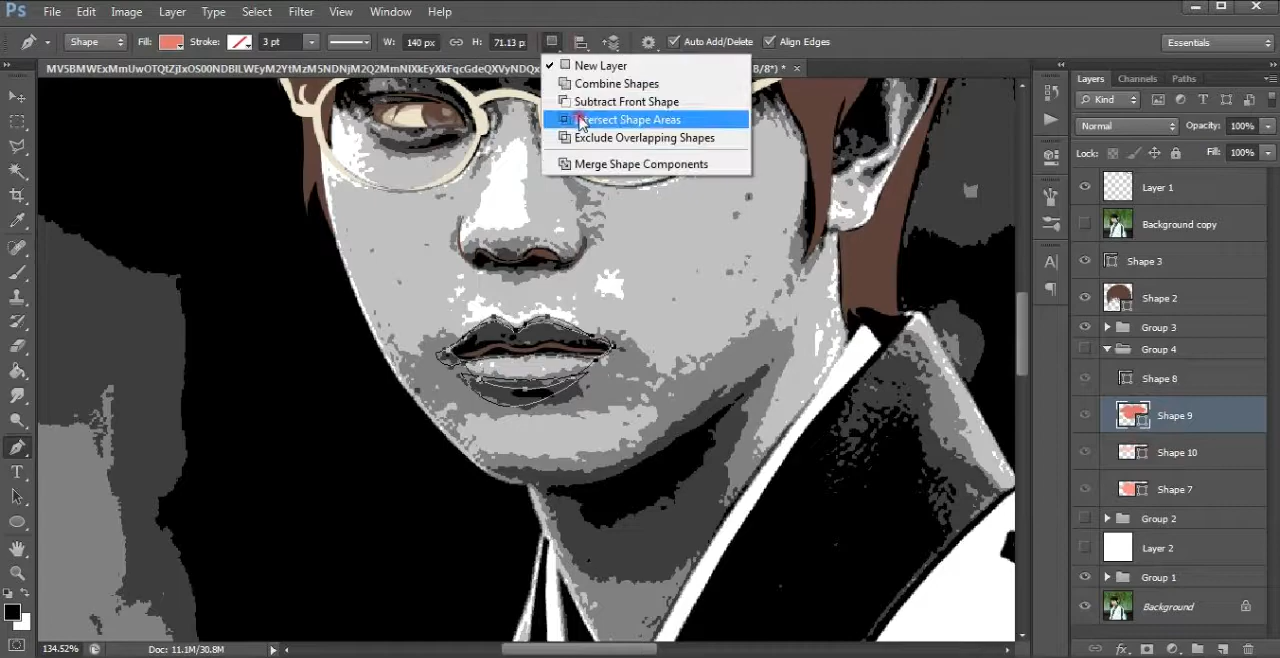 Ps File Edit Image Layer Type Select Filter View Window Help
Shape Fill: Stroke: 3 pt W: 140 px H: 71.13 p Auto Add/Delete Align Edges Essentials
8/8*) * ×
New Layer
Combine Shapes
Subtract Front Shape
ersect Shape Areas
Exclude Overlapping Shapes
Merge Shape Components
Layers Channels Paths
Kind
Normal Opacity: 100%
Lock: Fill: 100%
Layer 1
Background copy
Shape 3
Shape 2
Group 3
Group 4
Shape 8
Shape 9
Shape 10
Shape 7
Group 2
Layer 2
Group 1
Background
134.52% Doc: 11.1M/30.8M